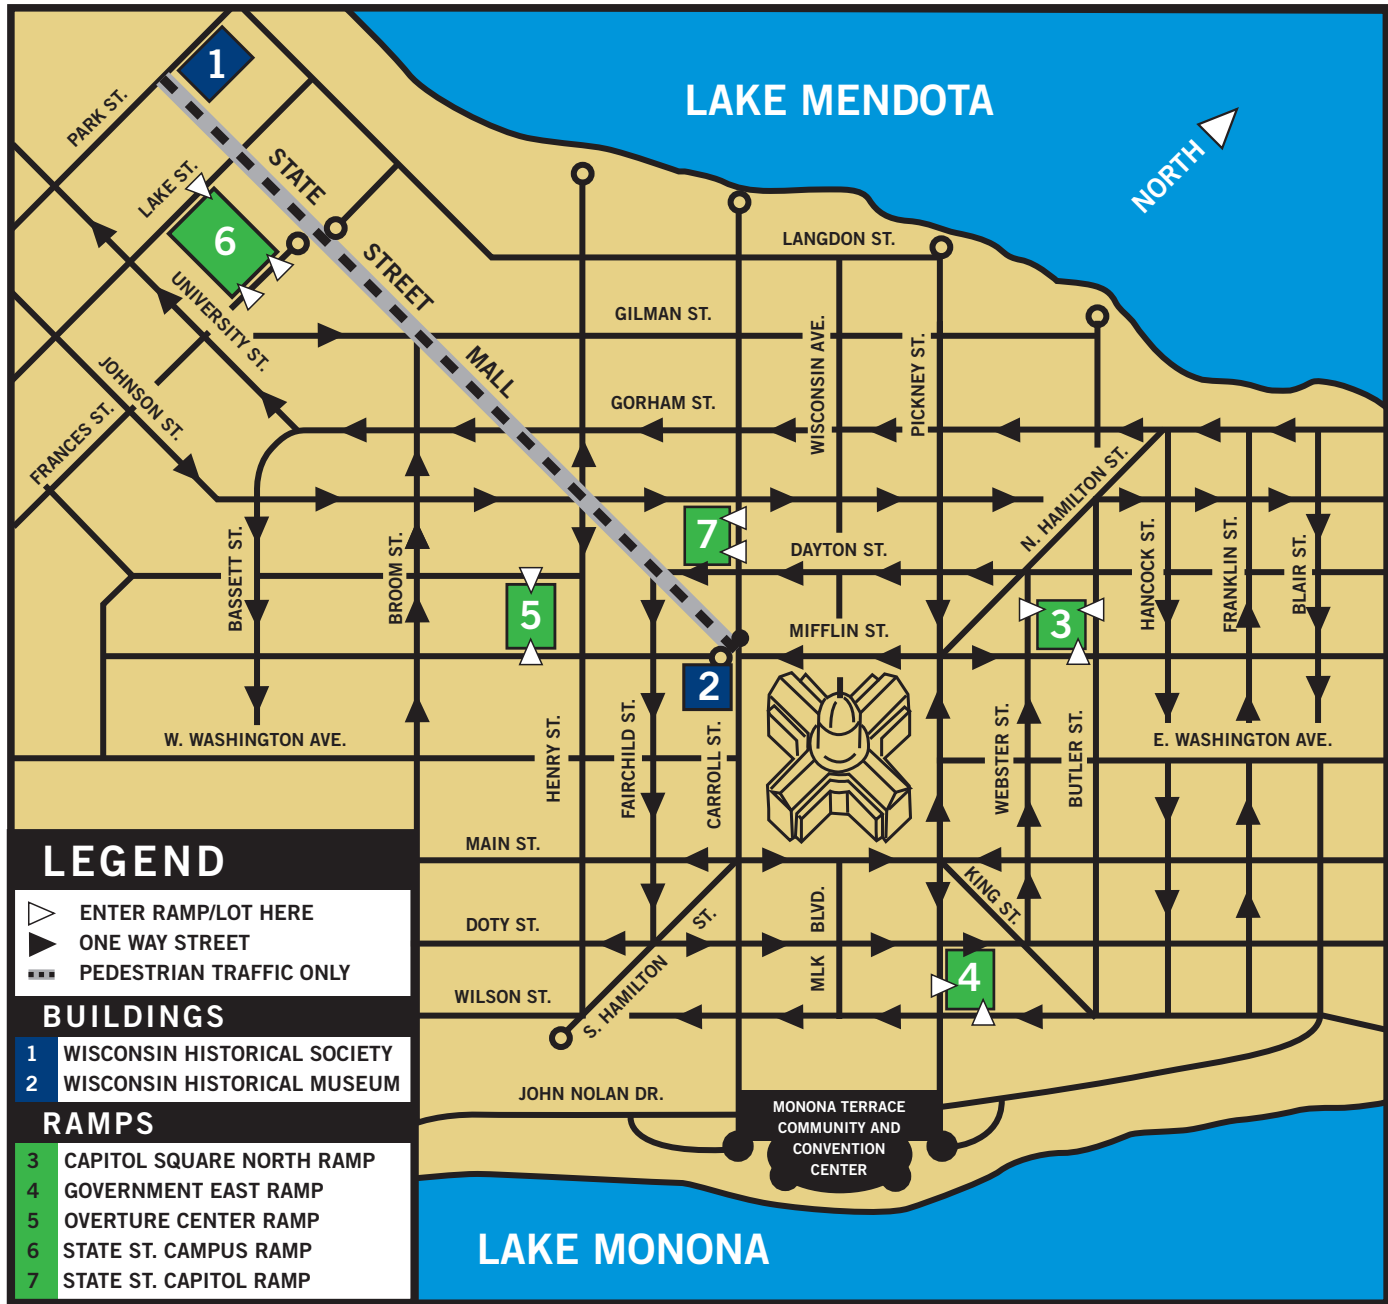 1
LAKE MENDOTA
PARK ST.
NORTH
STATE
LAKE ST.
6
STREET
LANGDON ST.
UNIVERSITY ST.
GILMAN ST.
WISCONSIN AVE.
PICKNEY ST.
MALL
JOHNSON ST.
GORHAM ST.
FRANCES ST.
N. HAMILTON ST.
7
DAYTON ST.
BASSETT ST.
BROOM ST.
HANCOCK ST.
FRANKLIN ST.
BLAIR ST.
5
3
MIFFLIN ST.
2
W. WASHINGTON AVE.
HENRY ST.
FAIRCHILD ST.
CARROLL ST.
WEBSTER ST.
BUTLER ST.
E. WASHINGTON AVE.
MAIN ST.
KING ST.
DOTY ST.
S. HAMILTON ST.
MLK BLVD.
4
WILSON ST.
JOHN NOLAN DR.
MONONA TERRACE
COMMUNITY AND
CONVENTION
CENTER
LAKE MONONA
LEGEND
ENTER RAMP/LOT HERE
ONE WAY STREET
PEDESTRIAN TRAFFIC ONLY
BUILDINGS
1 WISCONSIN HISTORICAL SOCIETY
2 WISCONSIN HISTORICAL MUSEUM
RAMPS
3 CAPITOL SQUARE NORTH RAMP
4 GOVERNMENT EAST RAMP
5 OVERTURE CENTER RAMP
6 STATE ST. CAMPUS RAMP
7 STATE ST. CAPITOL RAMP